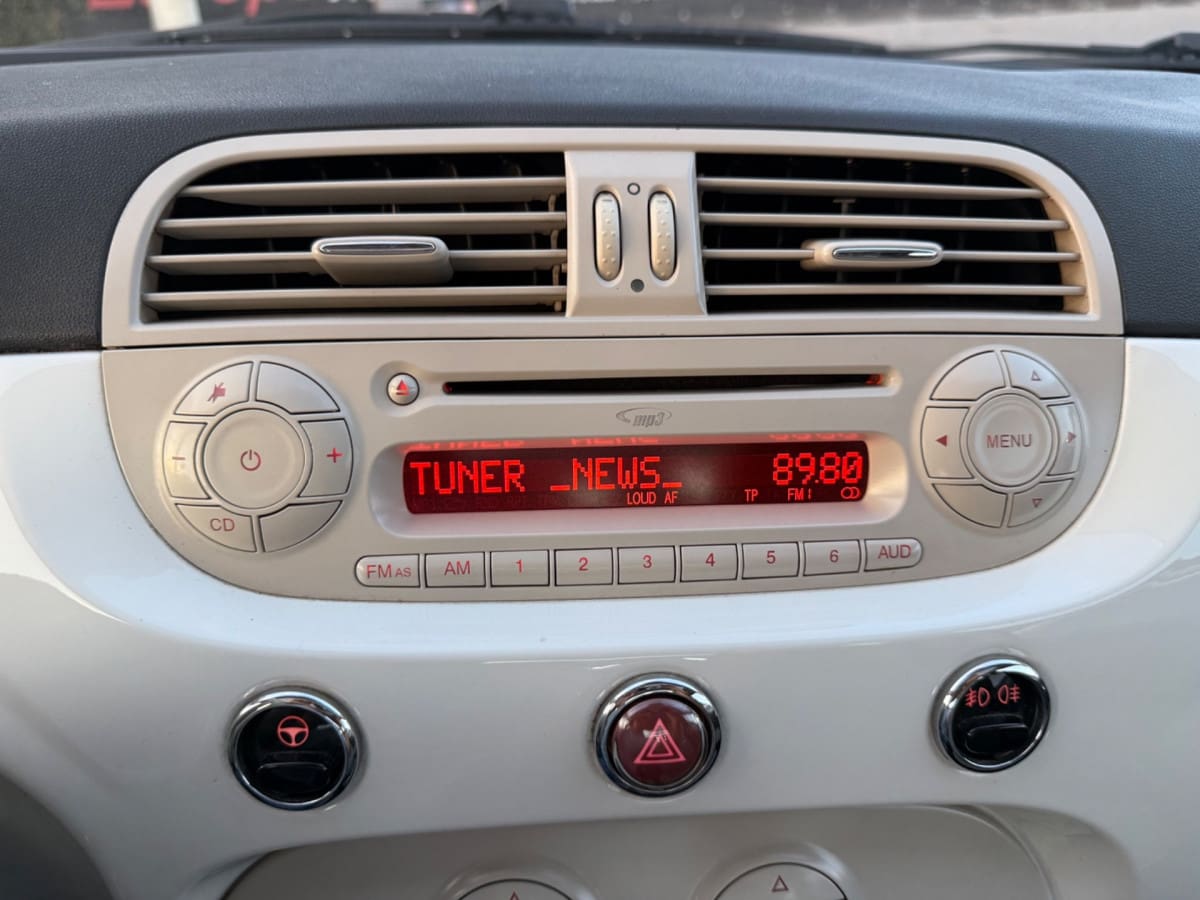 mp3
TUNER _NEWS_ 89.80
LOUD AF TP FM1
MENU
CD
FM AS AM 1 2 3 4 5 6 AUD